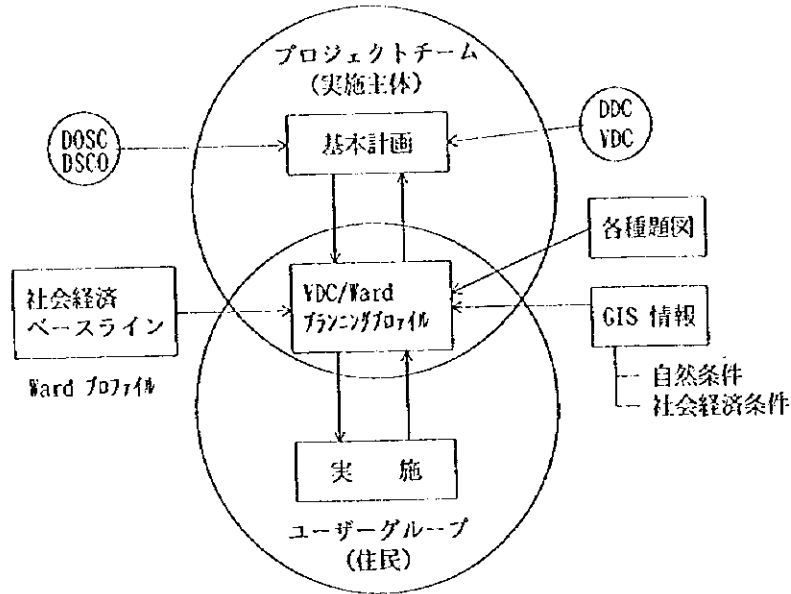 プロジェクトチーム
(実施主体)
DOSC
DSCO
基本計画
DDC
VDC
各種題図
社会経済
ベースライン
VDC/Ward
プランニングプロファイル
GIS 情報
Ward プロファイル
自然条件
社会経済条件
実 施
ユーザーグループ
(住民)